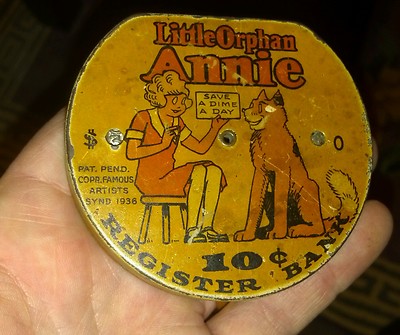 Little Orphan
Annie
SAVE
A DIME
A DAY
$ 0
PAT. PEND.
COPR. FAMOUS
ARTISTS
SYND 1936
10¢
REGISTER BANK